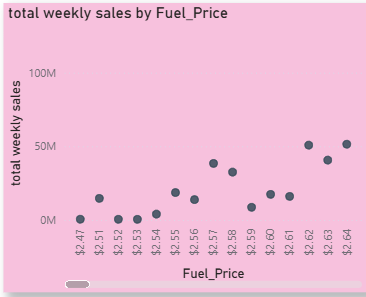 total weekly sales by Fuel_Price
total weekly sales
100M
50M
0M
$2.47
$2.51
$2.52
$2.53
$2.54
$2.55
$2.56
$2.57
$2.58
$2.59
$2.60
$2.61
$2.62
$2.63
$2.64
Fuel_Price